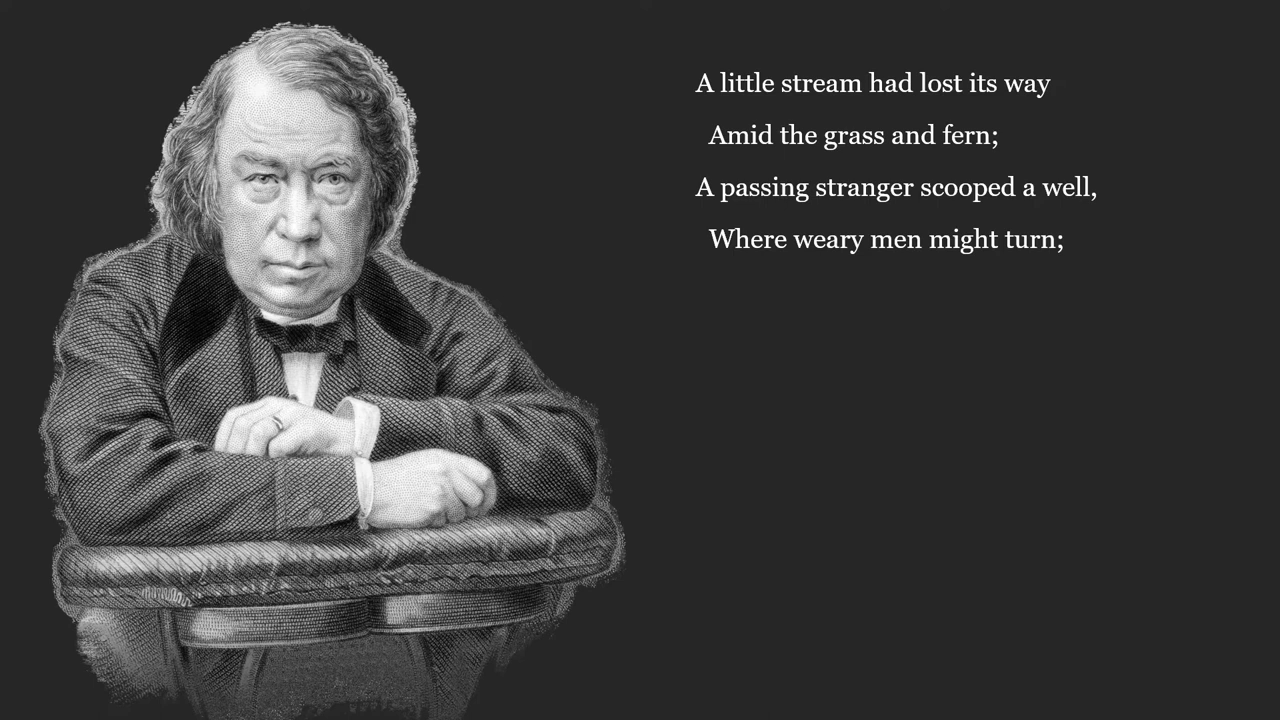 A little stream had lost its way
Amid the grass and fern;
A passing stranger scooped a well,
Where weary men might turn;